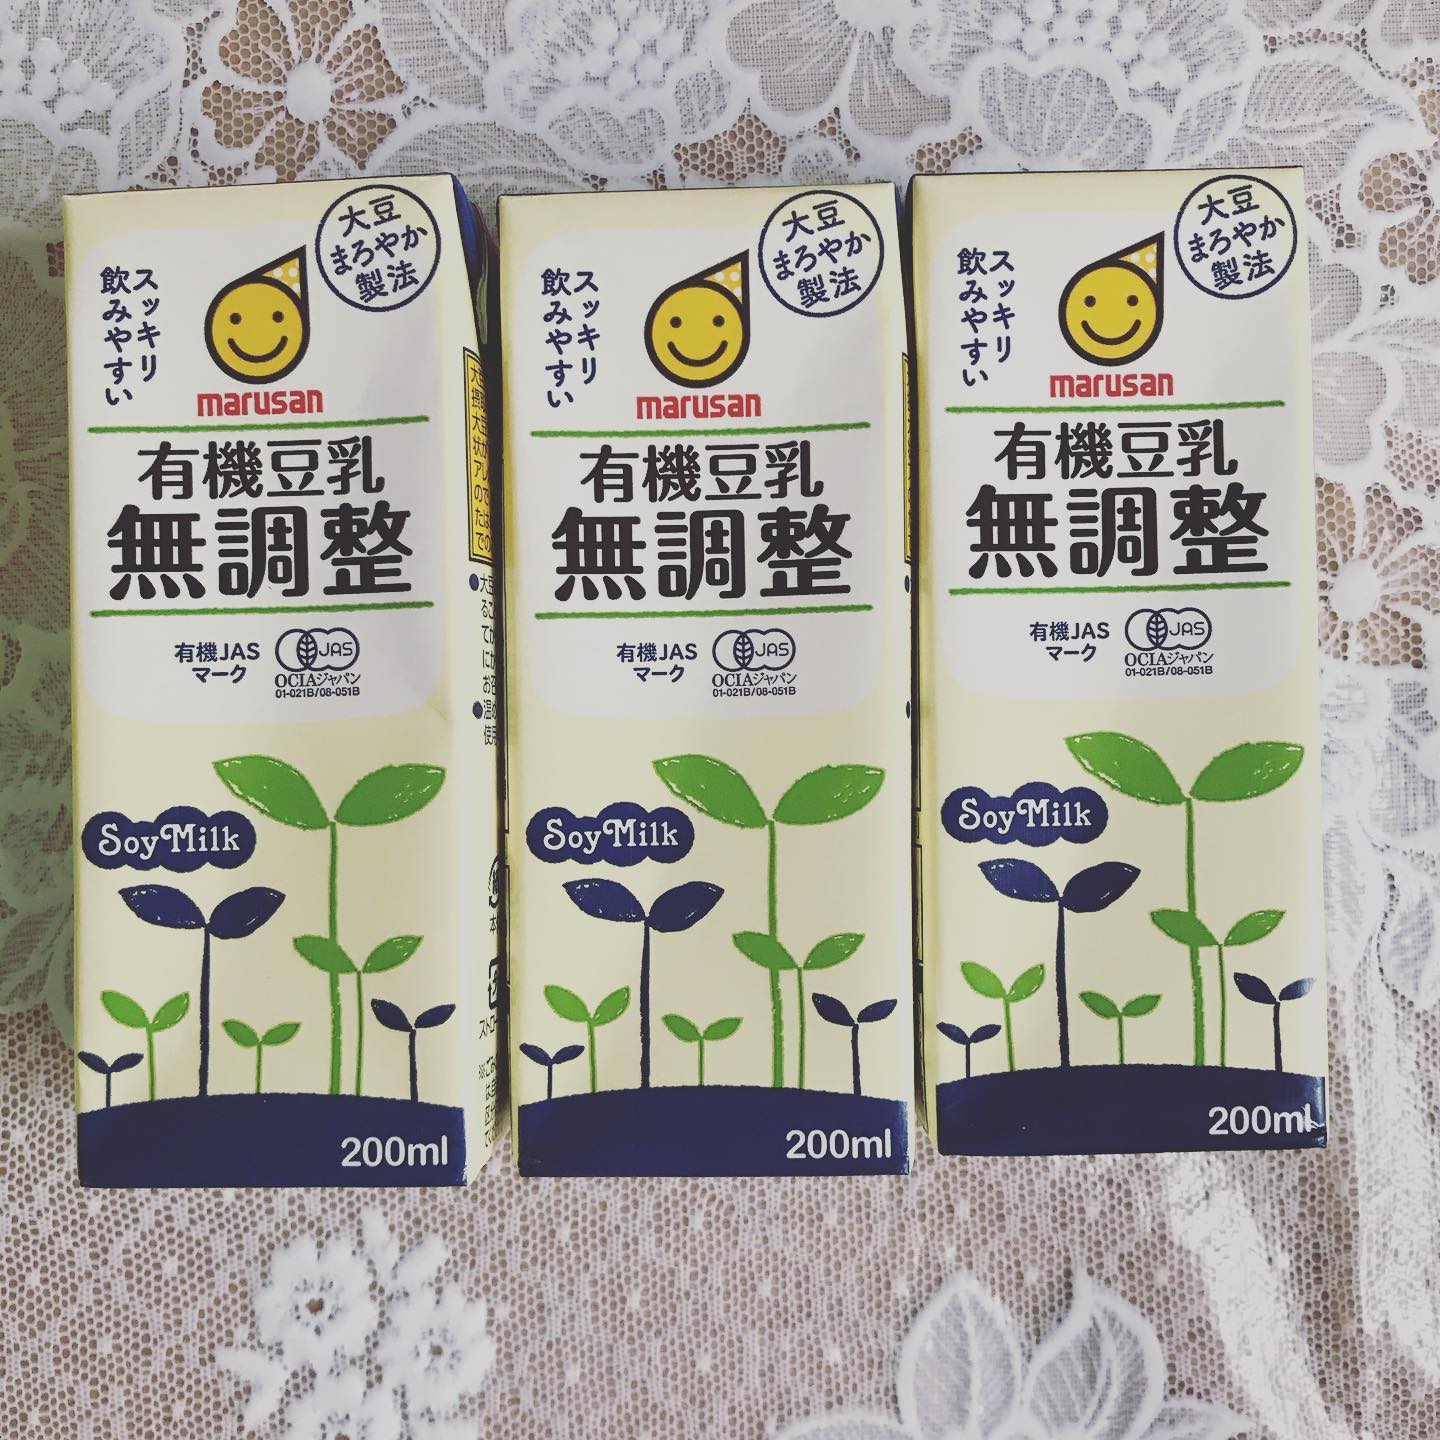 大豆
まろやか
製法
スッキリ
飲みやすい
marusan
有機豆乳
無調整
有機JAS
マーク
JAS
OCIAジャパン
01-021B/08-051B
Soy Milk
200ml
大豆
まろやか
製法
スッキリ
飲みやすい
marusan
有機豆乳
無調整
有機JAS
マーク
JAS
OCIAジャパン
01-021B/08-051B
Soy Milk
200ml
大豆
まろやか
製法
スッキリ
飲みやすい
marusan
有機豆乳
無調整
有機JAS
マーク
JAS
OCIAジャパン
01-021B/08-051B
Soy Milk
200ml